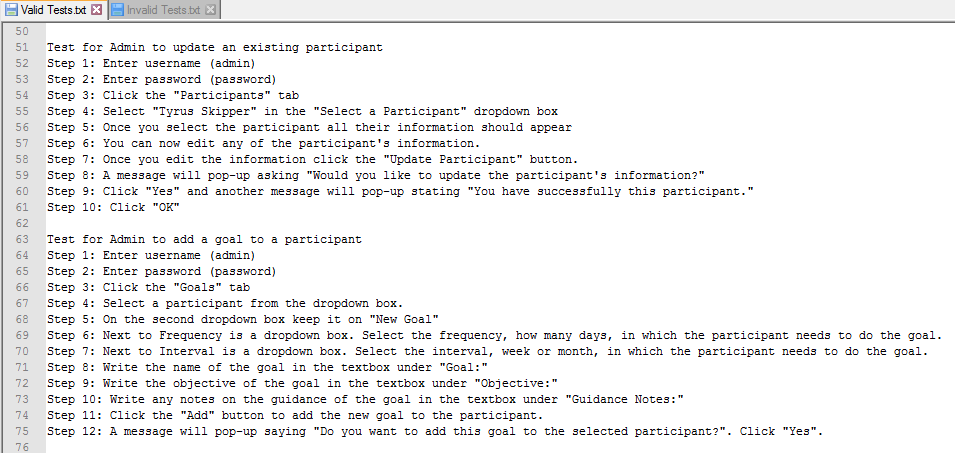 Valid Tests.txt Invalid Tests.txt
50
51 Test for Admin to update an existing participant
52 Step 1: Enter username (admin)
53 Step 2: Enter password (password)
54 Step 3: Click the "Participants" tab
55 Step 4: Select "Tyrus Skipper" in the "Select a Participant" dropdown box
56 Step 5: Once you select the participant all their information should appear
57 Step 6: You can now edit any of the participant's information.
58 Step 7: Once you edit the information click the "Update Participant" button.
59 Step 8: A message will pop-up asking "Would you like to update the participant's information?"
60 Step 9: Click "Yes" and another message will pop-up stating "You have successfully this participant."
61 Step 10: Click "OK"
62
63 Test for Admin to add a goal to a participant
64 Step 1: Enter username (admin)
65 Step 2: Enter password (password)
66 Step 3: Click the "Goals" tab
67 Step 4: Select a participant from the dropdown box.
68 Step 5: On the second dropdown box keep it on "New Goal"
69 Step 6: Next to Frequency is a dropdown box. Select the frequency, how many days, in which the participant needs to do the goal.
70 Step 7: Next to Interval is a dropdown box. Select the interval, week or month, in which the participant needs to do the goal.
71 Step 8: Write the name of the goal in the textbox under "Goal:"
72 Step 9: Write the objective of the goal in the textbox under "Objective:"
73 Step 10: Write any notes on the guidance of the goal in the textbox under "Guidance Notes:"
74 Step 11: Click the "Add" button to add the new goal to the participant.
75 Step 12: A message will pop-up saying "Do you want to add this goal to the selected participant?". Click "Yes".
76